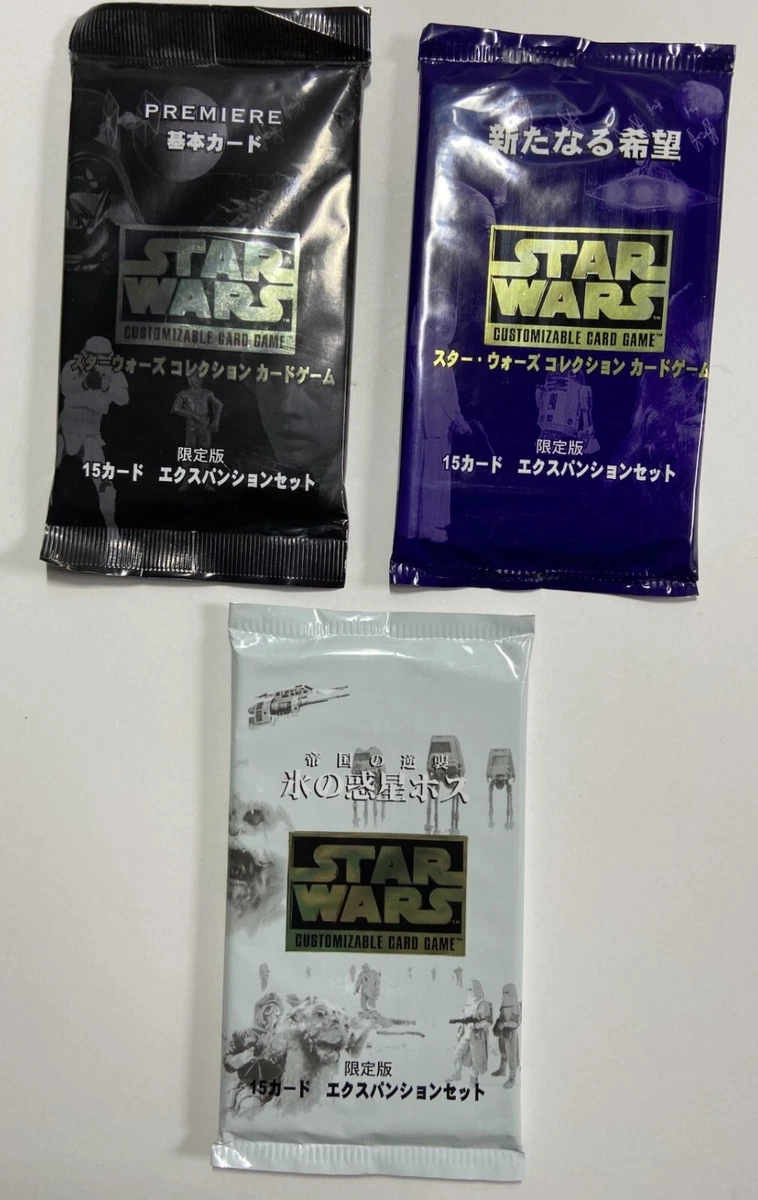 PREMIERE
基本カード
STAR
WARS™
CUSTOMIZABLE CARD GAME™
スター・ウォーズ コレクション カードゲーム
限定版
15カード エクスパンションセット
新たなる希望
STAR
WARS™
CUSTOMIZABLE CARD GAME™
スター・ウォーズ コレクション カードゲーム
限定版
15カード エクスパンションセット
帝国の逆襲
氷の惑星ホス
STAR
WARS™
CUSTOMIZABLE CARD GAME™
限定版
15カード エクスパンションセット